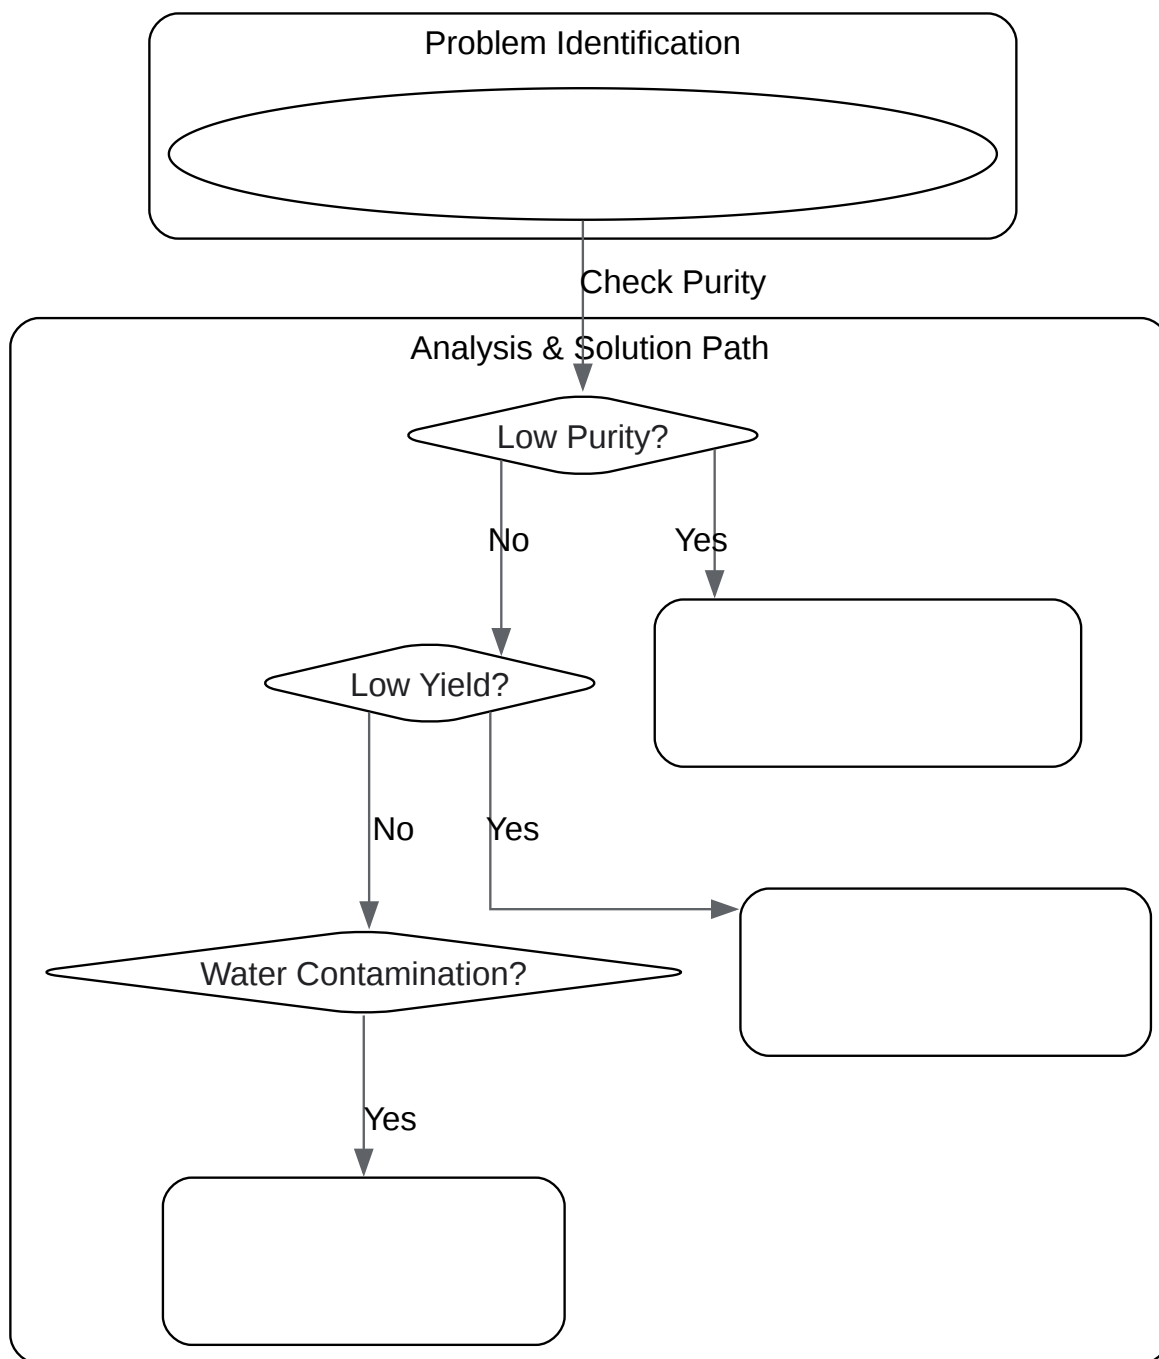 Problem Identification
Check Purity
Analysis & Solution Path
Low Purity?
No
Yes
Low Yield?
No
Yes
Water Contamination?
Yes